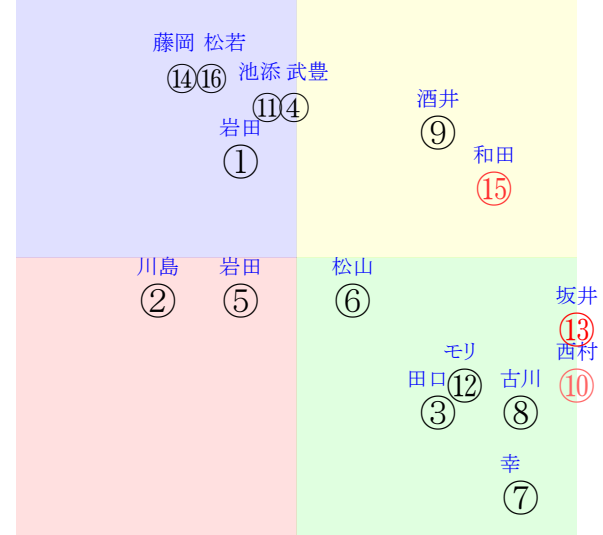 藤岡 松若
⑭⑯
池添 武豊
⑪④
酒井
⑨
岩田
①
和田
⑮
川島
②
岩田
⑤
松山
⑥
坂井
⑬
モリ
⑫
西村
⑩
田口
③
古川
⑧
幸
⑦